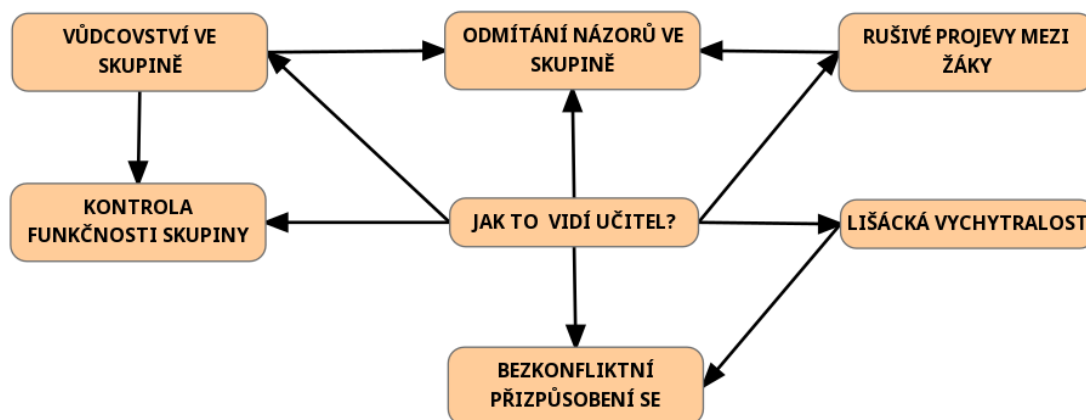 VŮDCOVSTVÍ VE
SKUPINĚ
ODMÍTÁNÍ NÁZORŮ VE
SKUPINĚ
RUŠIVÉ PROJEVY MEZI
ŽÁKY
KONTROLA
FUNKČNOSTI SKUPINY
JAK TO  VIDÍ UČITEL?
LIŠÁCKÁ VYCHYTRALOST
BEZKONFLIKTNÍ
PŘIZPŮSOBENÍ SE